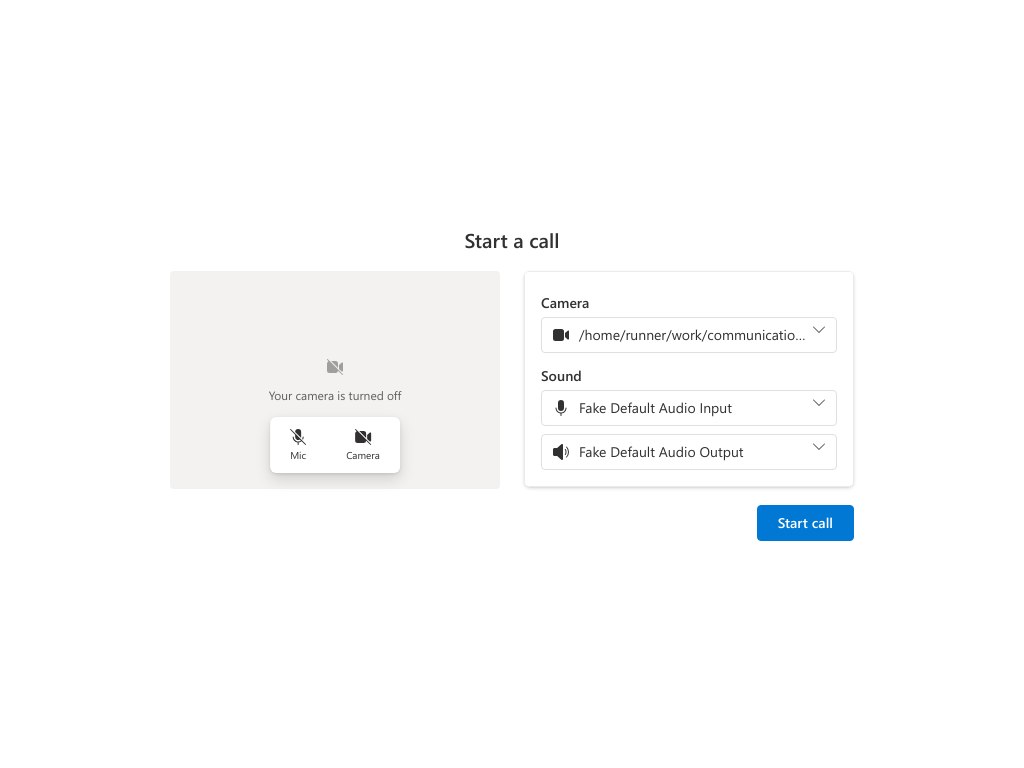 Start a call
Your camera is turned off
Mic
Camera
Camera
/home/runner/work/communicatio...
Sound
Fake Default Audio Input
Fake Default Audio Output
Start call